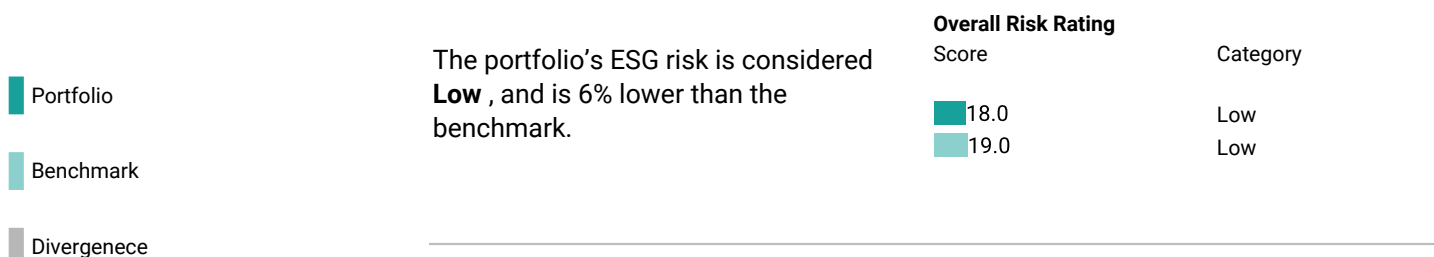 Portfolio
Benchmark
Divergenece
The portfolio's ESG risk is considered
Low , and is 6% lower than the
benchmark.
Overall Risk Rating
Score Category
18.0 Low
19.0 Low